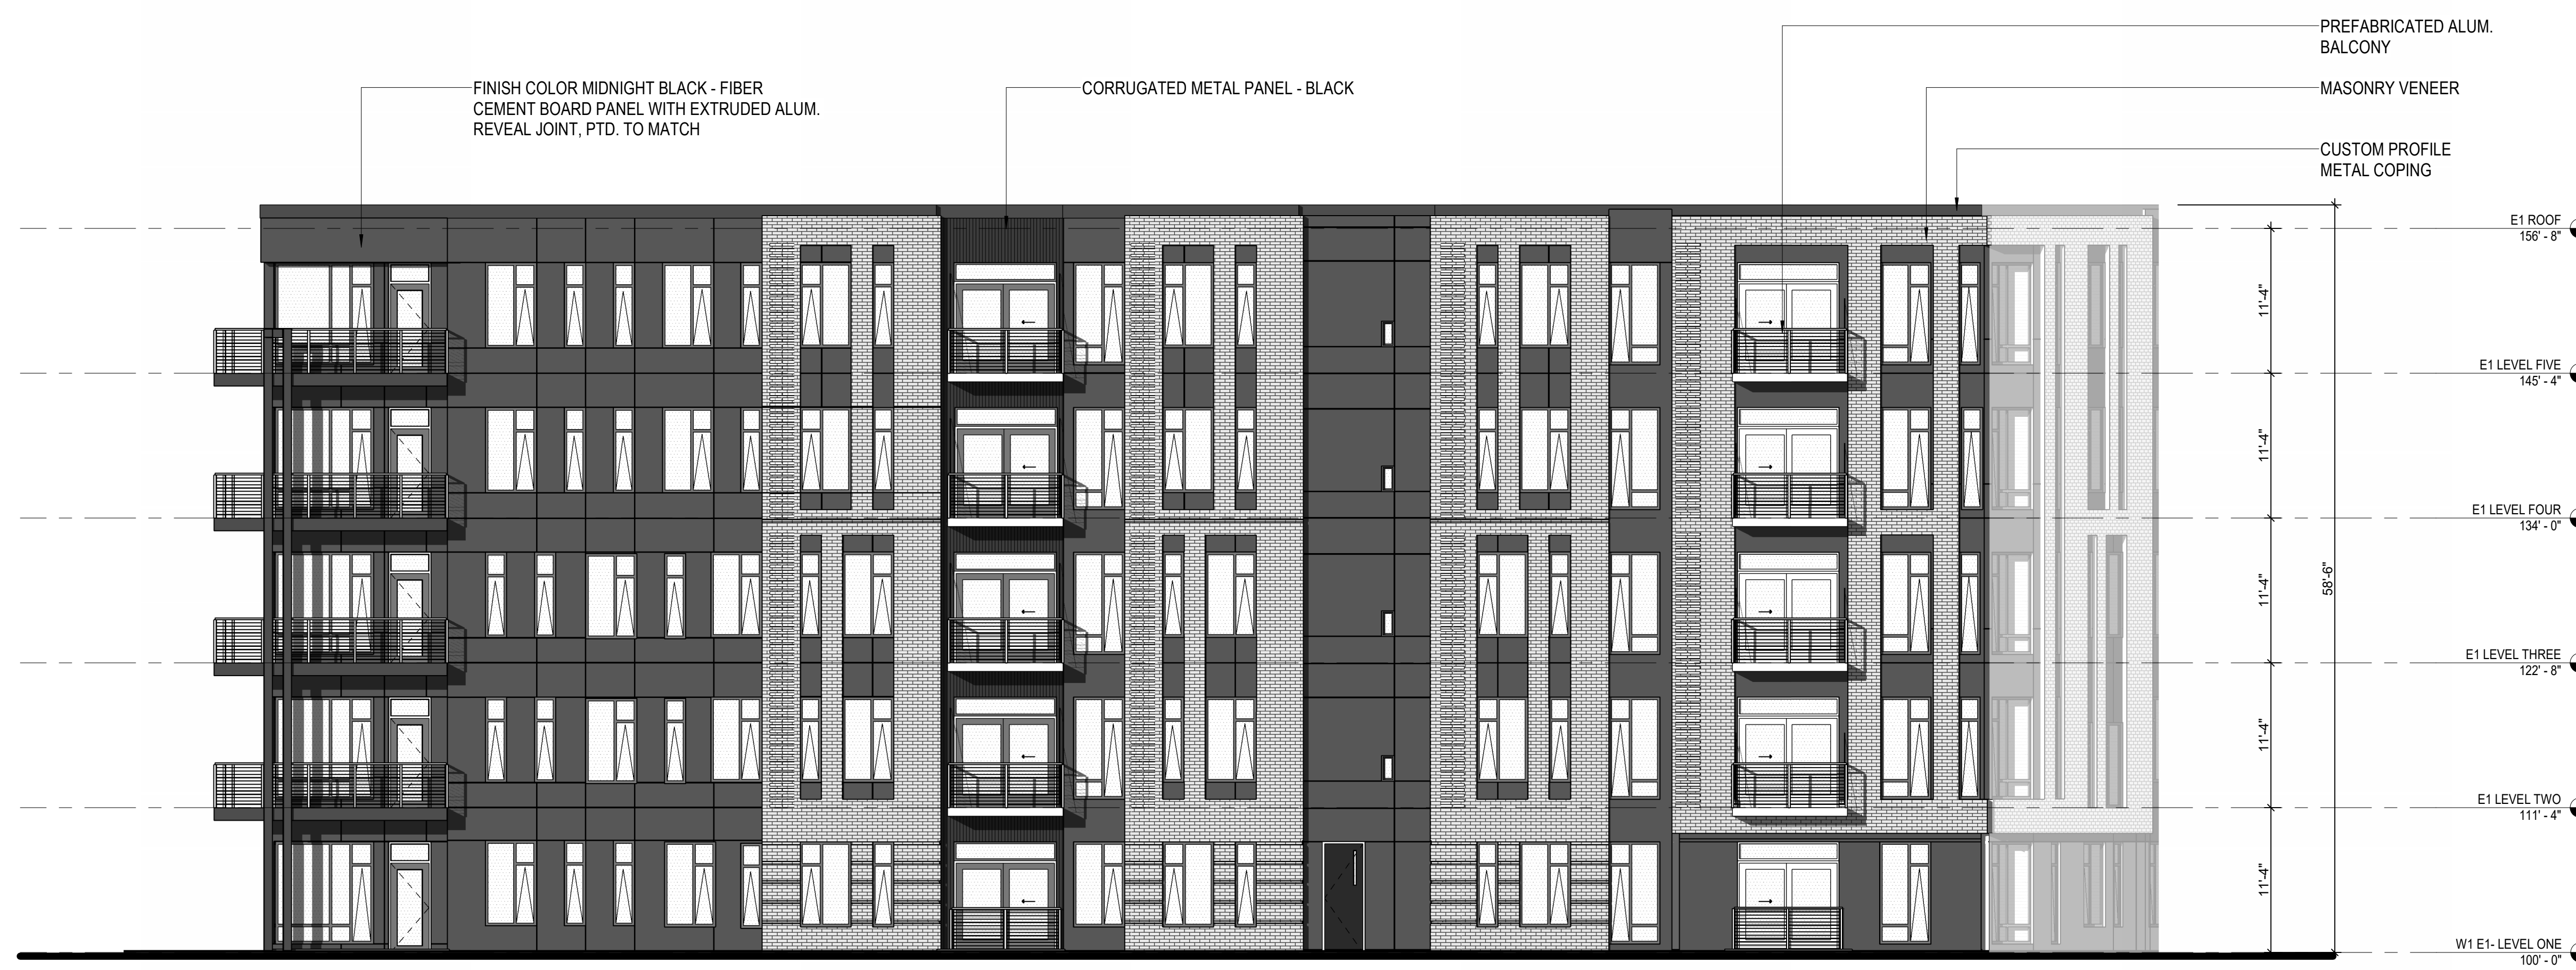 PREFABRICATED ALUM.
BALCONY
FINISH COLOR MIDNIGHT BLACK - FIBER
CEMENT BOARD PANEL WITH EXTRUDED ALUM.
REVEAL JOINT, PTD. TO MATCH
CORRUGATED METAL PANEL - BLACK
MASONRY VENEER
CUSTOM PROFILE
METAL COPING
E1 ROOF
156' - 8"
11'-4"
E1 LEVEL FIVE
145' - 4"
11'-4"
E1 LEVEL FOUR
134' - 0"
58'-6"
11'-4"
E1 LEVEL THREE
122' - 8"
11'-4"
E1 LEVEL TWO
111' - 4"
11'-4"
W1 E1- LEVEL ONE
100' - 0"